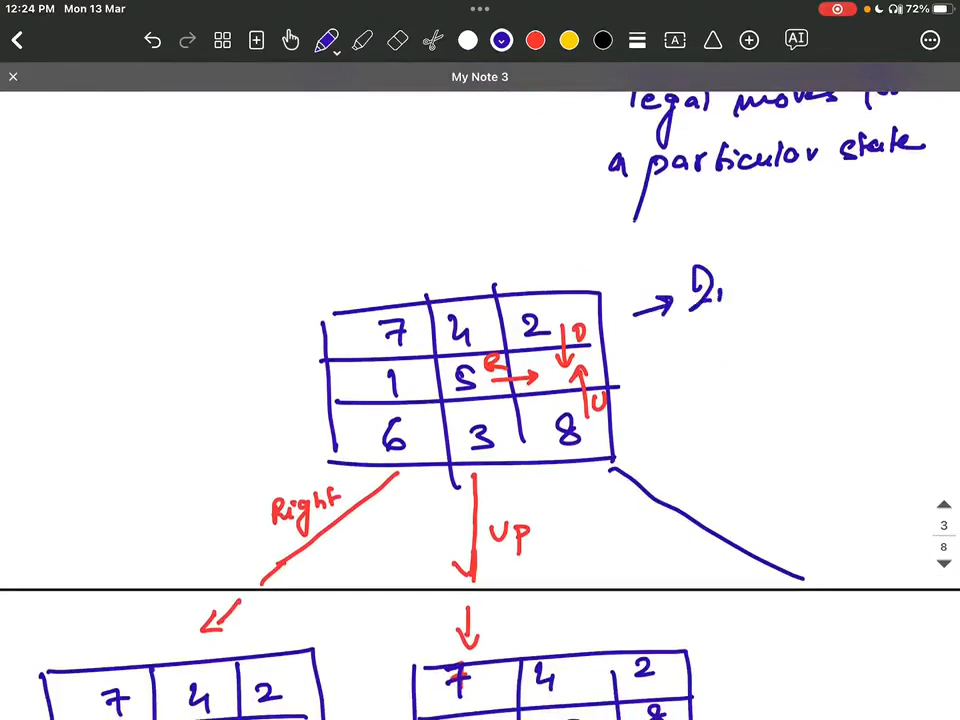 12:24 PM Mon 13 Mar
72%
AI
My Note 3
legal moves
a particular state
D.
7 4 2 D
1 5 R
U
6 3 8
Right
UP
3
8
7 4 2
7 4 2
8